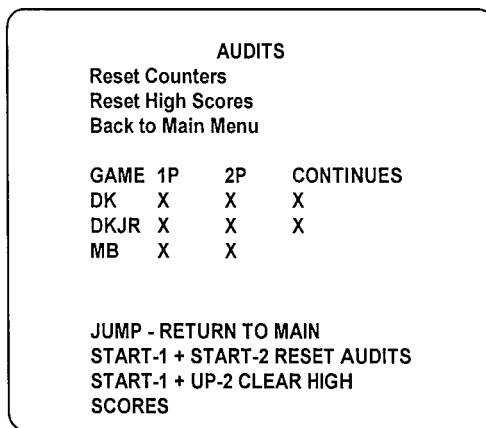 AUDITS
Reset Counters
Reset High Scores
Back to Main Menu
GAME 1P 2P CONTINUES
DK X X X
DKJR X X X
MB X X
JUMP - RETURN TO MAIN
START-1 + START-2 RESET AUDITS
START-1 + UP-2 CLEAR HIGH
SCORES